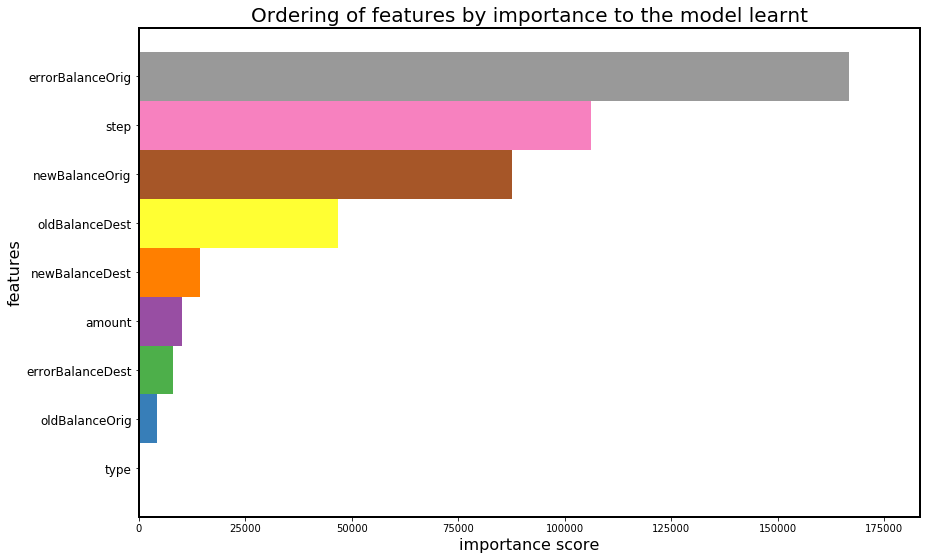 Ordering of features by importance to the model learnt
errorBalanceOrig
step
newBalanceOrig
oldBalanceDest
newBalanceDest
amount
errorBalanceDest
oldBalanceOrig
type
features
0 25000 50000 75000 100000 125000 150000 175000
importance score